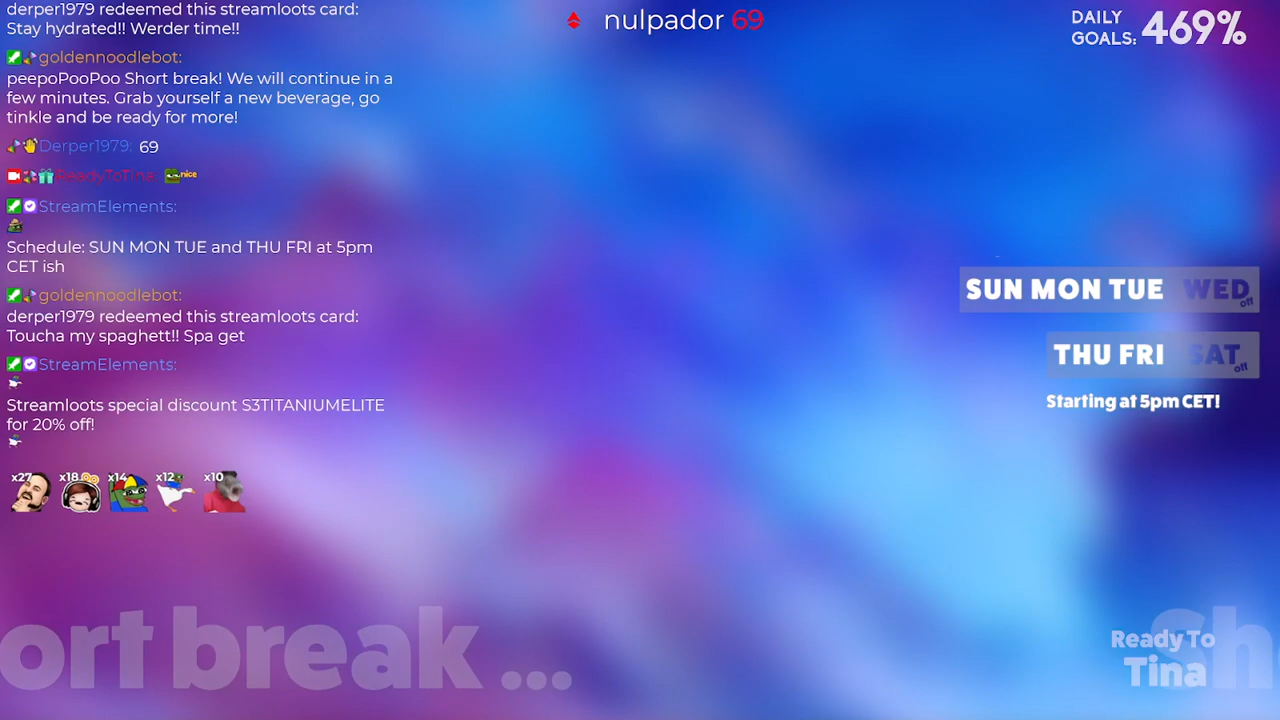 derper1979 redeemed this streamloots card:
Stay hydrated!! Werder time!!
goldennoodlebot:
peepoPooPoo Short break! We will continue in a
few minutes. Grab yourself a new beverage, go
tinkle and be ready for more!
Derper1979: 69
ReadyToTina: nice
StreamElements:
Schedule: SUN MON TUE and THU FRI at 5pm
CET ish
goldennoodlebot:
derper1979 redeemed this streamloots card:
Toucha my spaghett!! Spa get
StreamElements:
Streamloots special discount S3TITANIUMELITE
for 20% off!
x27 x18 x14 x12 x10
nulpador 69
DAILY
GOALS: 469%
SUN MON TUE WED off
THU FRI SAT off
Starting at 5pm CET!
ort break ...
Sh
Ready To
Tina